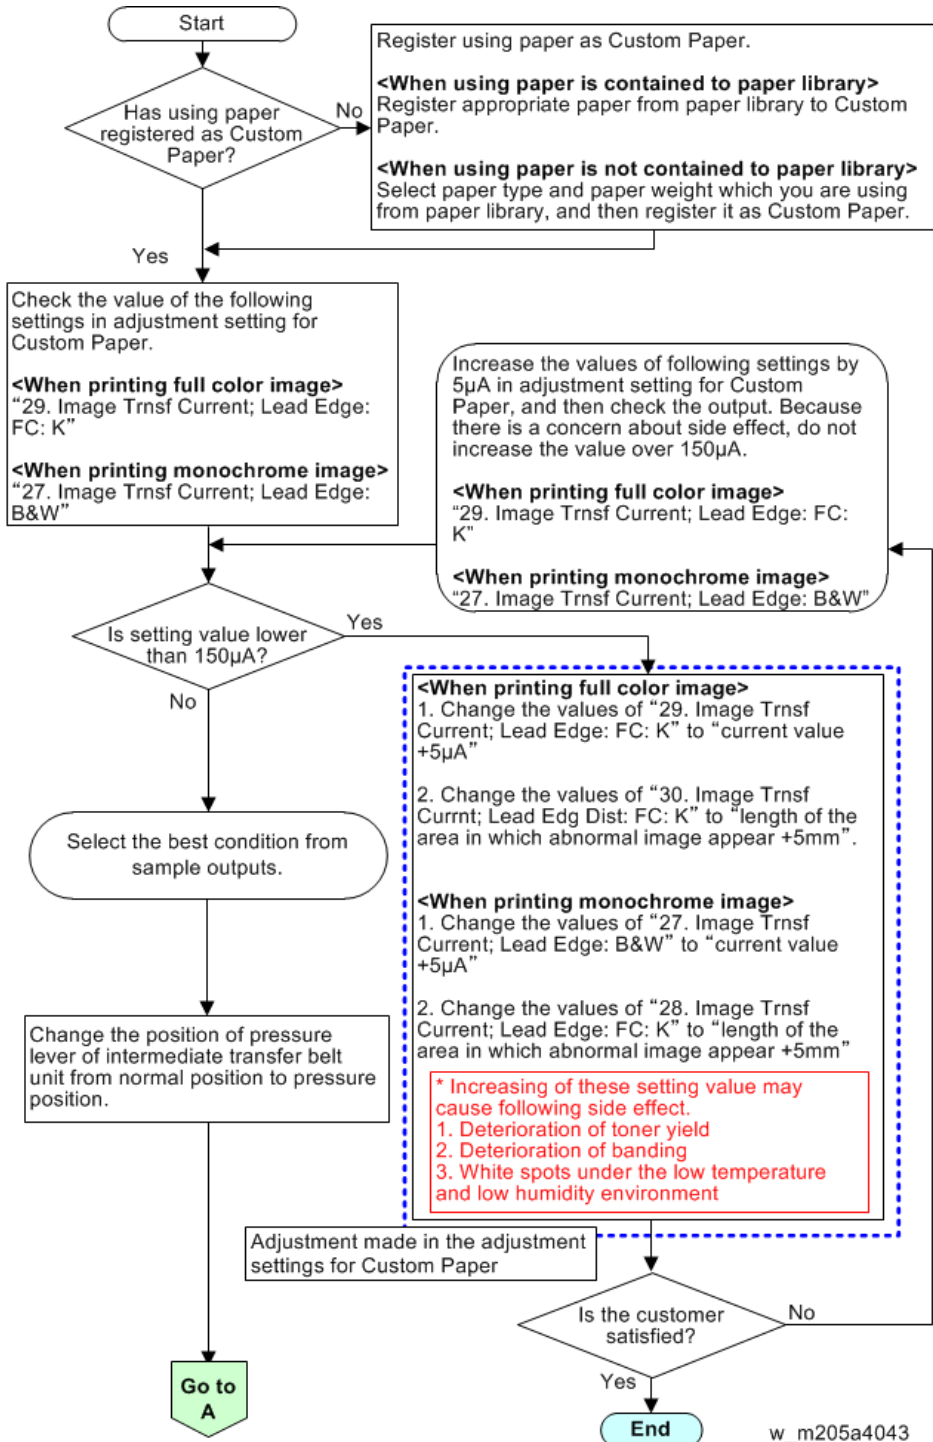 Start
Register using paper as Custom Paper.
<When using paper is contained to paper library>
Register appropriate paper from paper library to Custom
Paper.
<When using paper is not contained to paper library>
Select paper type and paper weight which you are using
from paper library, and then register it as Custom Paper.
Has using paper
registered as Custom
Paper?
No
Yes
Check the value of the following
settings in adjustment setting for
Custom Paper.
<When printing full color image>
“29. Image Trnsf Current; Lead Edge:
FC: K”
<When printing monochrome image>
“27. Image Trnsf Current; Lead Edge:
B&W”
Increase the values of following settings by
5µA in adjustment setting for Custom
Paper, and then check the output. Because
there is a concern about side effect, do not
increase the value over 150µA.
<When printing full color image>
“29. Image Trnsf Current; Lead Edge: FC:
K”
<When printing monochrome image>
“27. Image Trnsf Current; Lead Edge: B&W”
Is setting value lower
than 150µA?
Yes
No
<When printing full color image>
1. Change the values of “29. Image Trnsf
Current; Lead Edge: FC: K” to “current value
+5µA”
2. Change the values of “30. Image Trnsf
Currnt; Lead Edg Dist: FC: K” to “length of the
area in which abnormal image appear +5mm”.
<When printing monochrome image>
1. Change the values of “27. Image Trnsf
Current; Lead Edge: B&W” to “current value
+5µA”
2. Change the values of “28. Image Trnsf
Current; Lead Edge: FC: K” to “length of the
area in which abnormal image appear +5mm”
* Increasing of these setting value may
cause following side effect.
1. Deterioration of toner yield
2. Deterioration of banding
3. White spots under the low temperature
and low humidity environment
Select the best condition from
sample outputs.
Change the position of pressure
lever of intermediate transfer belt
unit from normal position to pressure
position.
Adjustment made in the adjustment
settings for Custom Paper
Is the customer
satisfied?
No
Yes
Go to
A
End
w_m205a4043